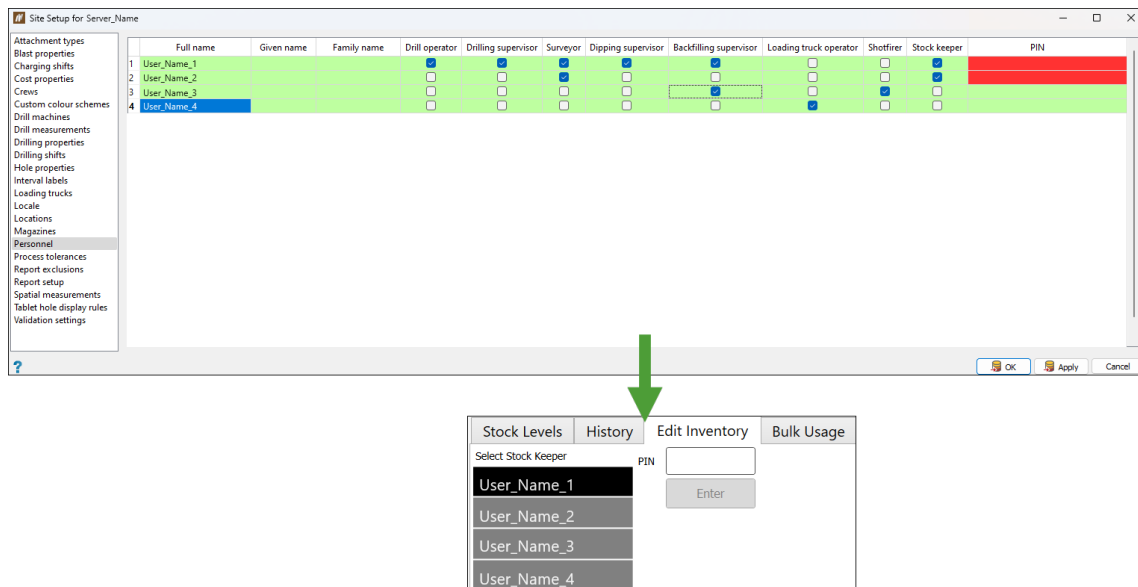 Site Setup for Server_Name
Attachment types
Blast properties
Charging shifts
Cost properties
Crews
Custom colour schemes
Drill machines
Drill measurements
Drilling properties
Drilling shifts
Hole properties
Interval labels
Loading trucks
Locale
Locations
Magazines
Personnel
Process tolerances
Report exclusions
Report setup
Spatial measurements
Tablet hole display rules
Validation settings
Full name Given name Family name Drill operator Drilling supervisor Surveyor Dipping supervisor Backfilling supervisor Loading truck operator Shotfirer Stock keeper PIN
1 User_Name_1
2 User_Name_2
3 User_Name_3
4 User_Name_4
? OK Apply Cancel
Stock Levels History Edit Inventory Bulk Usage
Select Stock Keeper PIN
User_Name_1 Enter
User_Name_2
User_Name_3
User_Name_4